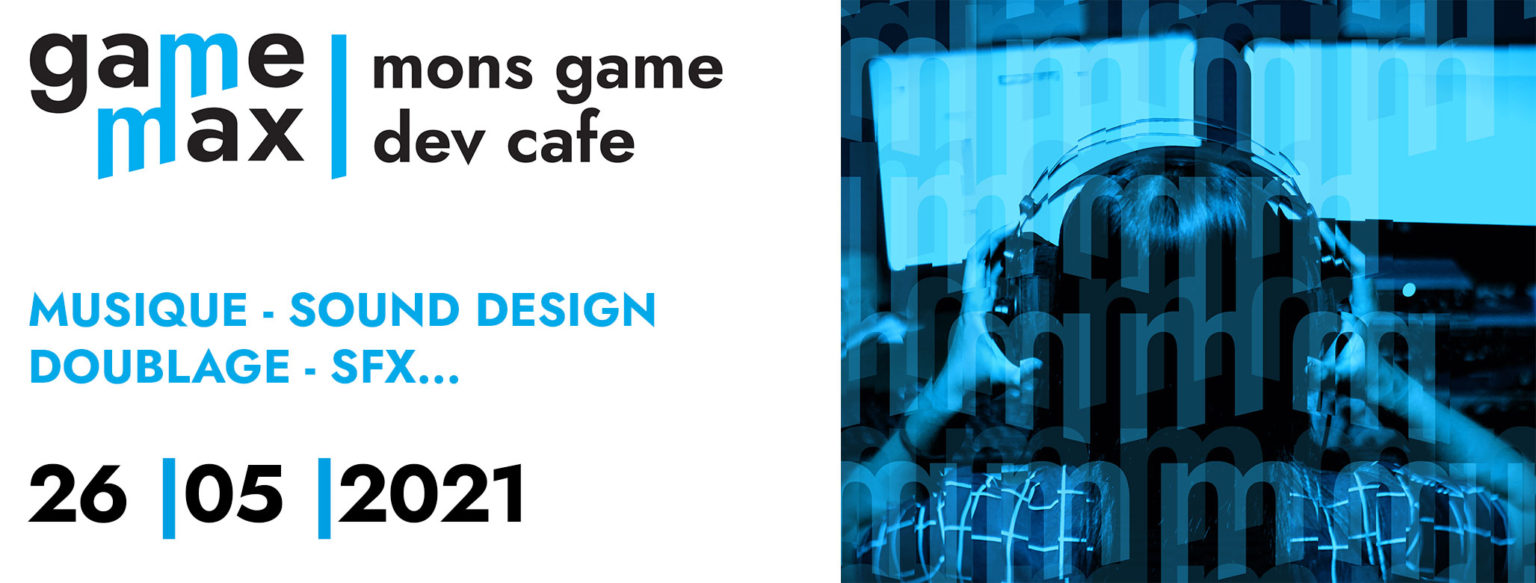 game
max
mons game
dev cafe
MUSIQUE - SOUND DESIGN
DOUBLAGE - SFX...
26 |05 |2021